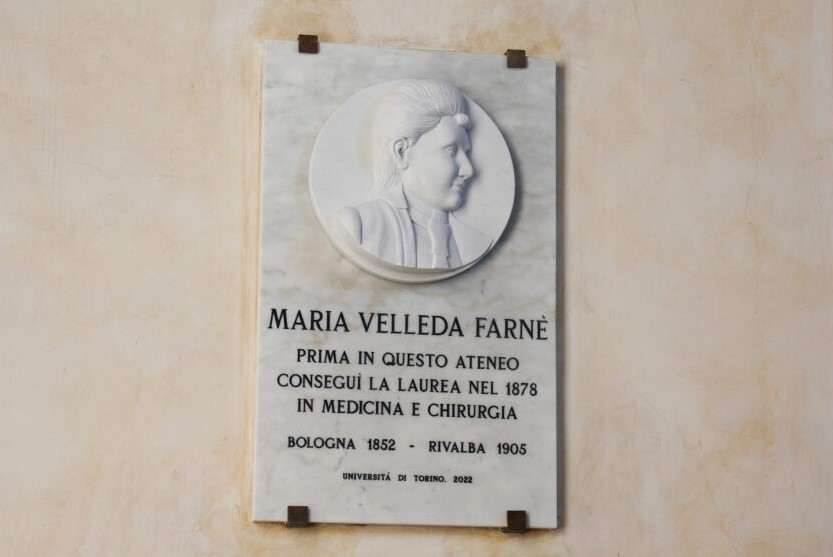 MARIA VELLEDA FARNÈ
PRIMA IN QUESTO ATENEO
CONSEGUÌ LA LAUREA NEL 1878
IN MEDICINA E CHIRURGIA
BOLOGNA 1852 - RIVALBA 1905
UNIVERSITÀ DI TORINO. 2022